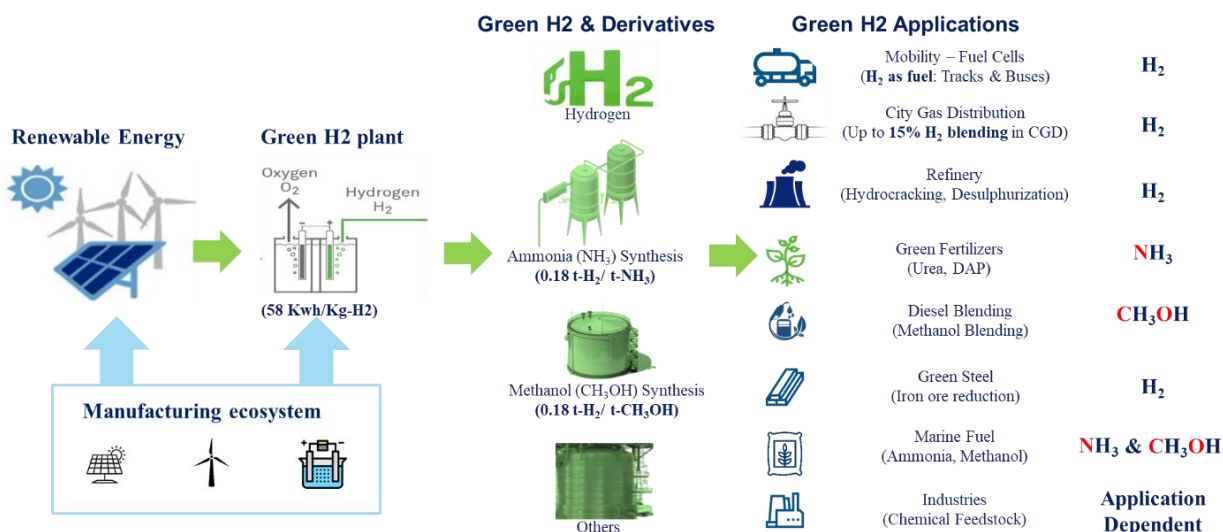 Green H2 & Derivatives
Green H2 Applications
Renewable Energy
Green H2 plant
Oxygen
O₂
Hydrogen
H₂
- +
(58 Kwh/Kg-H2)
Manufacturing ecosystem
+ -
H2
Hydrogen
Ammonia (NH₃) Synthesis
(0.18 t-H₂/ t-NH₃)
Methanol (CH₃OH) Synthesis
(0.18 t-H₂/ t-CH₃OH)
Others
Mobility – Fuel Cells
(H₂ as fuel: Tracks & Buses)
H₂
City Gas Distribution
(Up to 15% H₂ blending in CGD)
H₂
Refinery
(Hydrocracking, Desulphurization)
H₂
Green Fertilizers
(Urea, DAP)
NH₃
Diesel Blending
(Methanol Blending)
CH₃OH
Green Steel
(Iron ore reduction)
H₂
Marine Fuel
(Ammonia, Methanol)
NH₃ & CH₃OH
Industries
(Chemical Feedstock)
Application
Dependent